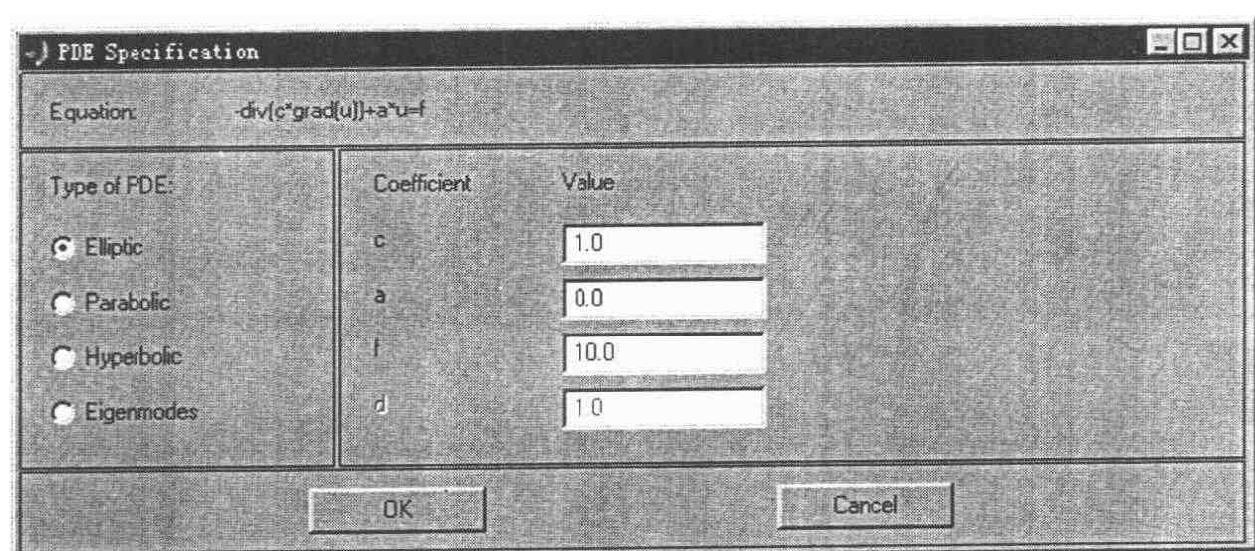 PDE Specification
Equation: -div(c*grad(u))+a*u=f
Type of PDE: Coefficient Value
Elliptic c 1.0
Parabolic a 0.0
Hyperbolic f 10.0
Eigenmodes d 1.0
OK Cancel